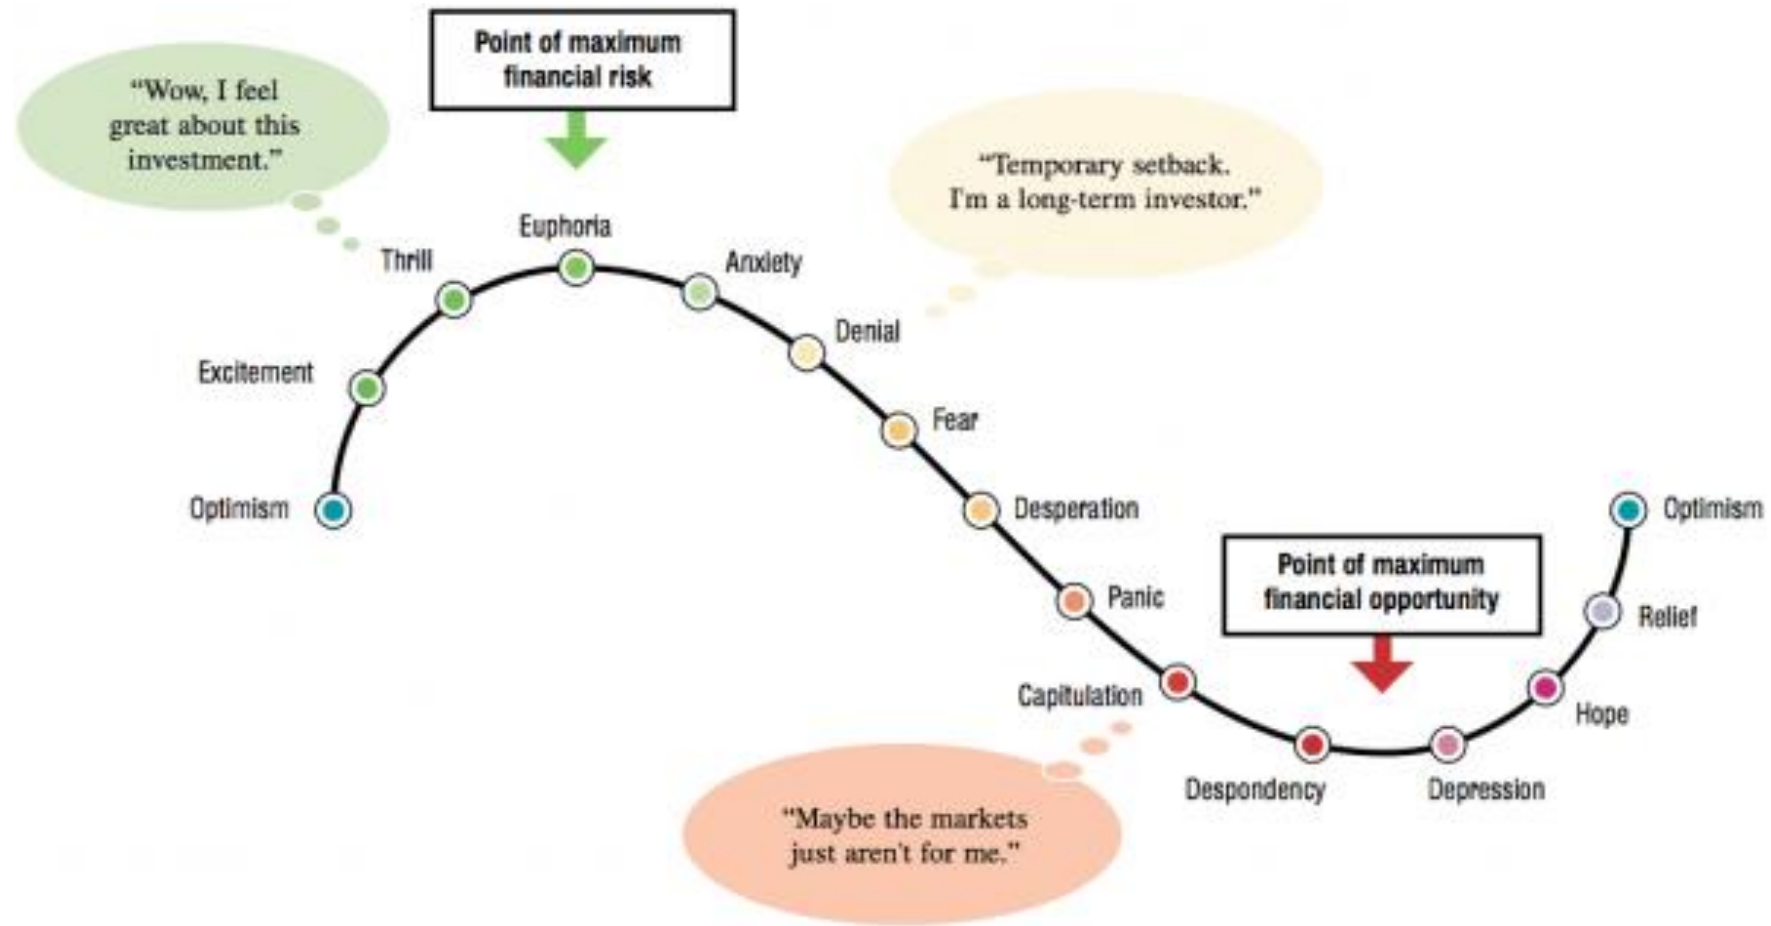 Point of maximum
financial risk
“Wow, I feel
great about this
investment.”
“Temporary setback.
I'm a long-term investor.”
Euphoria
Thrill
Anxiety
Denial
Excitement
Fear
Optimism
Desperation
Optimism
Point of maximum
financial opportunity
Panic
Relief
Capitulation
Hope
Despondency
Depression
“Maybe the markets
just aren't for me.”